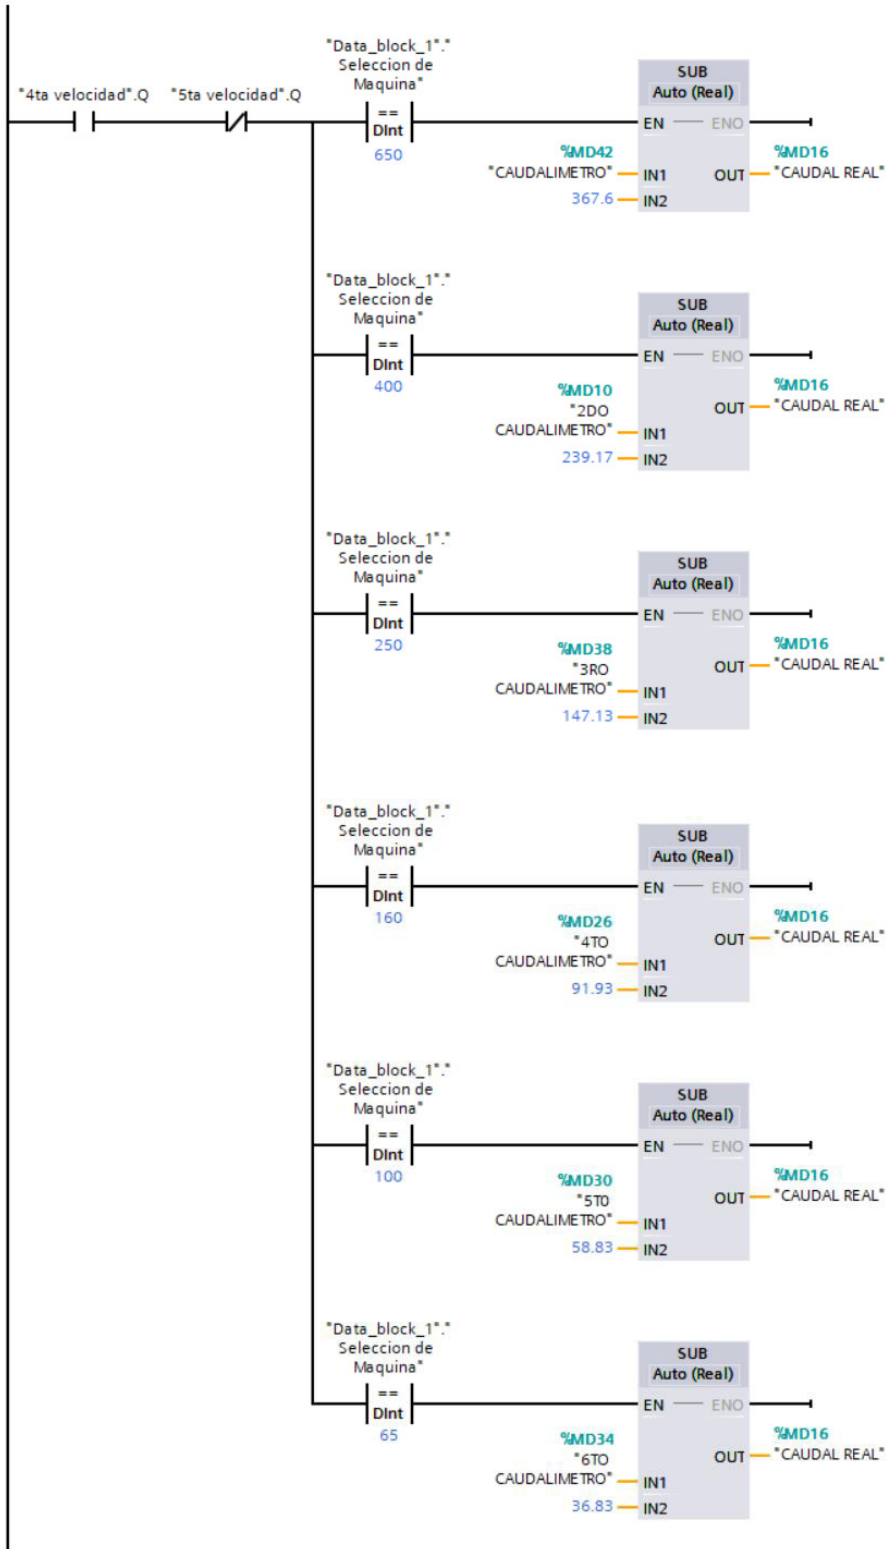 "4ta velocidad".Q
"5ta velocidad".Q
"Data_block_1"."
Seleccion de
Maquina"
==
DInt
650
SUB
Auto (Real)
EN
ENO
%MD42
"CAUDALIMETRO"
IN1
367.6
IN2
OUT
%MD16
"CAUDAL REAL"
"Data_block_1"."
Seleccion de
Maquina"
==
DInt
400
SUB
Auto (Real)
EN
ENO
%MD10
"2DO
CAUDALIMETRO"
IN1
239.17
IN2
OUT
%MD16
"CAUDAL REAL"
"Data_block_1"."
Seleccion de
Maquina"
==
DInt
250
SUB
Auto (Real)
EN
ENO
%MD38
"3RO
CAUDALIMETRO"
IN1
147.13
IN2
OUT
%MD16
"CAUDAL REAL"
"Data_block_1"."
Seleccion de
Maquina"
==
DInt
160
SUB
Auto (Real)
EN
ENO
%MD26
"4TO
CAUDALIMETRO"
IN1
91.93
IN2
OUT
%MD16
"CAUDAL REAL"
"Data_block_1"."
Seleccion de
Maquina"
==
DInt
100
SUB
Auto (Real)
EN
ENO
%MD30
"5T0
CAUDALIMETRO"
IN1
58.83
IN2
OUT
%MD16
"CAUDAL REAL"
"Data_block_1"."
Seleccion de
Maquina"
==
DInt
65
SUB
Auto (Real)
EN
ENO
%MD34
"6TO
CAUDALIMETRO"
IN1
36.83
IN2
OUT
%MD16
"CAUDAL REAL"